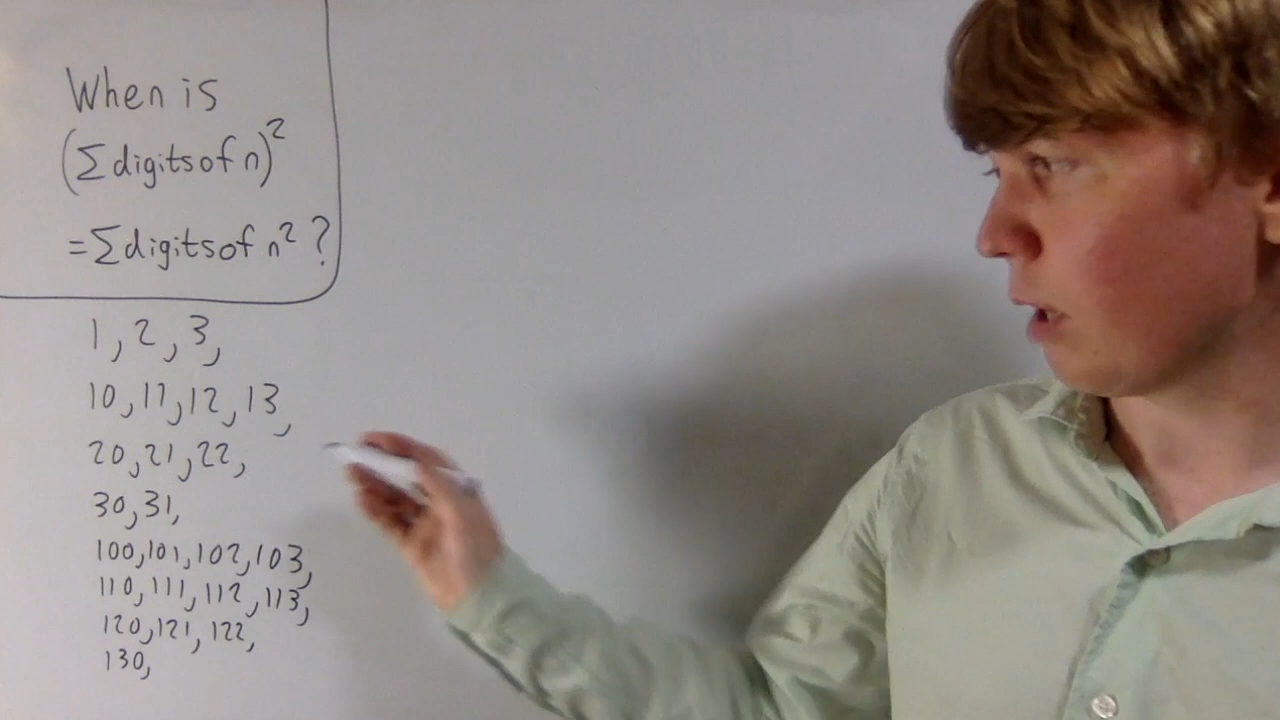 When is
(∑ digits of n)²
= ∑ digits of n² ?
1, 2, 3,
10, 11, 12, 13,
20, 21, 22,
30, 31,
100, 101, 102, 103,
110, 111, 112, 113,
120, 121, 122,
130,